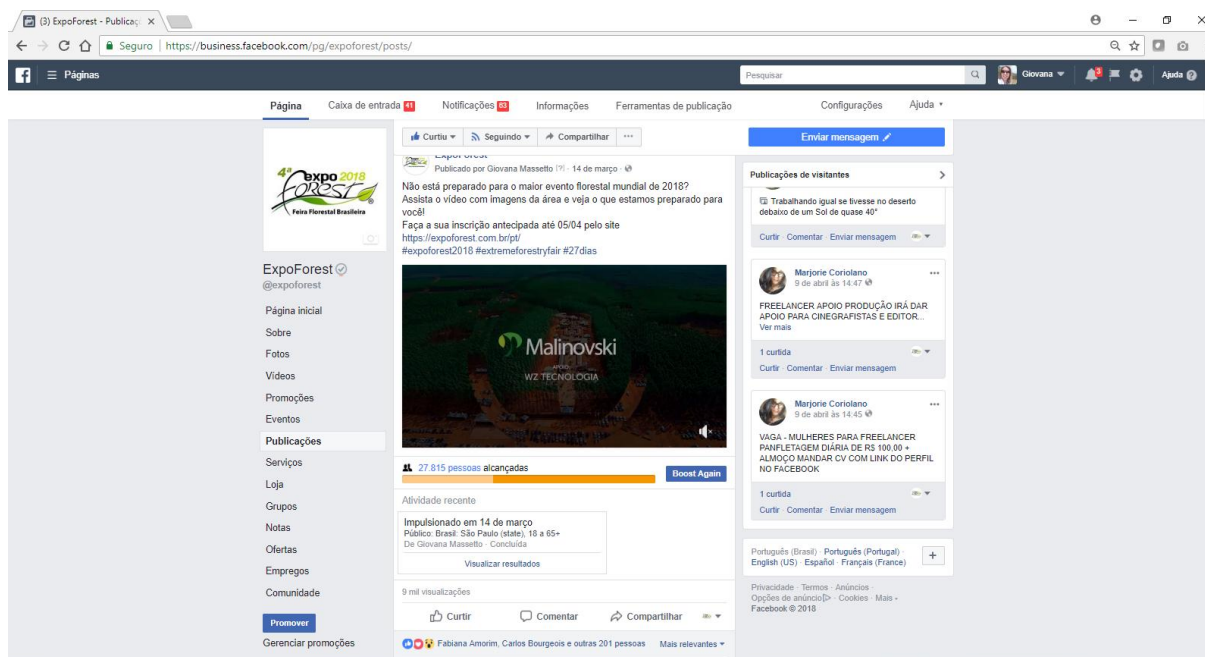 (3) ExpoForest - Publicaç
Seguro | https://business.facebook.com/pg/expoforest/posts/
Páginas
Pesquisar
Giovana
3
Ajuda
Página
Caixa de entrada 41
Notificações 83
Informações
Ferramentas de publicação
Configurações
Ajuda
4ª expo 2018
FOREST
Feira Florestal Brasileira
ExpoForest
@expoforest
Página inicial
Sobre
Fotos
Vídeos
Promoções
Eventos
Publicações
Serviços
Loja
Grupos
Notas
Ofertas
Empregos
Comunidade
Promover
Gerenciar promoções
Curtiu
Seguindo
Compartilhar
ExpoForest
Publicado por Giovana Massetto [?] · 14 de março ·
Não está preparado para o maior evento florestal mundial de 2018?
Assista o vídeo com imagens da área e veja o que estamos preparado para
você!
Faça a sua inscrição antecipada até 05/04 pelo site
https://expoforest.com.br/pt/
#expoforest2018 #extremeforestryfair #27dias
Malinovski
APOIO:
WZ TECNOLOGIA
27.815 pessoas alcançadas
Boost Again
Atividade recente
Impulsionado em 14 de março
Público: Brasil: São Paulo (state), 18 a 65+
De Giovana Massetto · Concluída
Visualizar resultados
9 mil visualizações
Curtir
Comentar
Compartilhar
Fabiana Amorim, Carlos Bourgeois e outras 201 pessoas
Mais relevantes
Enviar mensagem
Publicações de visitantes
Trabalhando igual se tivesse no deserto
debaixo de um Sol de quase 40°
Curtir · Comentar · Enviar mensagem
Marjorie Coriolano
9 de abril às 14:47
FREELANCER APOIO PRODUÇÃO IRÁ DAR
APOIO PARA CINEGRAFISTAS E EDITOR...
Ver mais
1 curtida
Curtir · Comentar · Enviar mensagem
Marjorie Coriolano
9 de abril às 14:45
VAGA - MULHERES PARA FREELANCER
PANFLETAGEM DIÁRIA DE R$ 100,00 +
ALMOÇO MANDAR CV COM LINK DO PERFIL
NO FACEBOOK
1 curtida
Curtir · Comentar · Enviar mensagem
Português (Brasil) · Português (Portugal) ·
English (US) · Español · Français (France)
Privacidade · Termos · Anúncios ·
Opções de anúncio · Cookies · Mais
Facebook © 2018